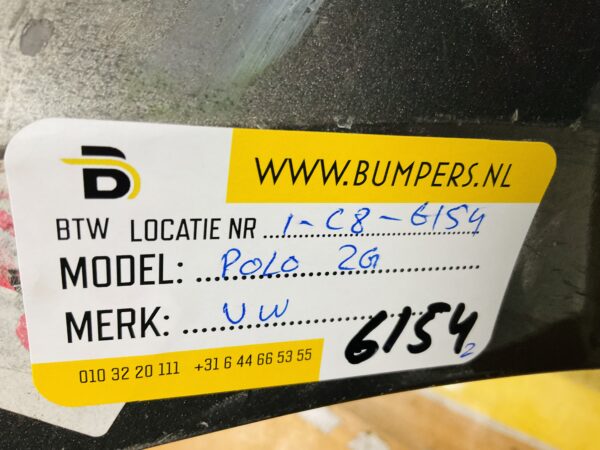 WWW.BUMPERS.NL
BTW LOCATIE NR 1-C8-6154
MODEL: POLO 2G
MERK: VW
6154
2
010 32 20 111 +31 6 44 66 53 55